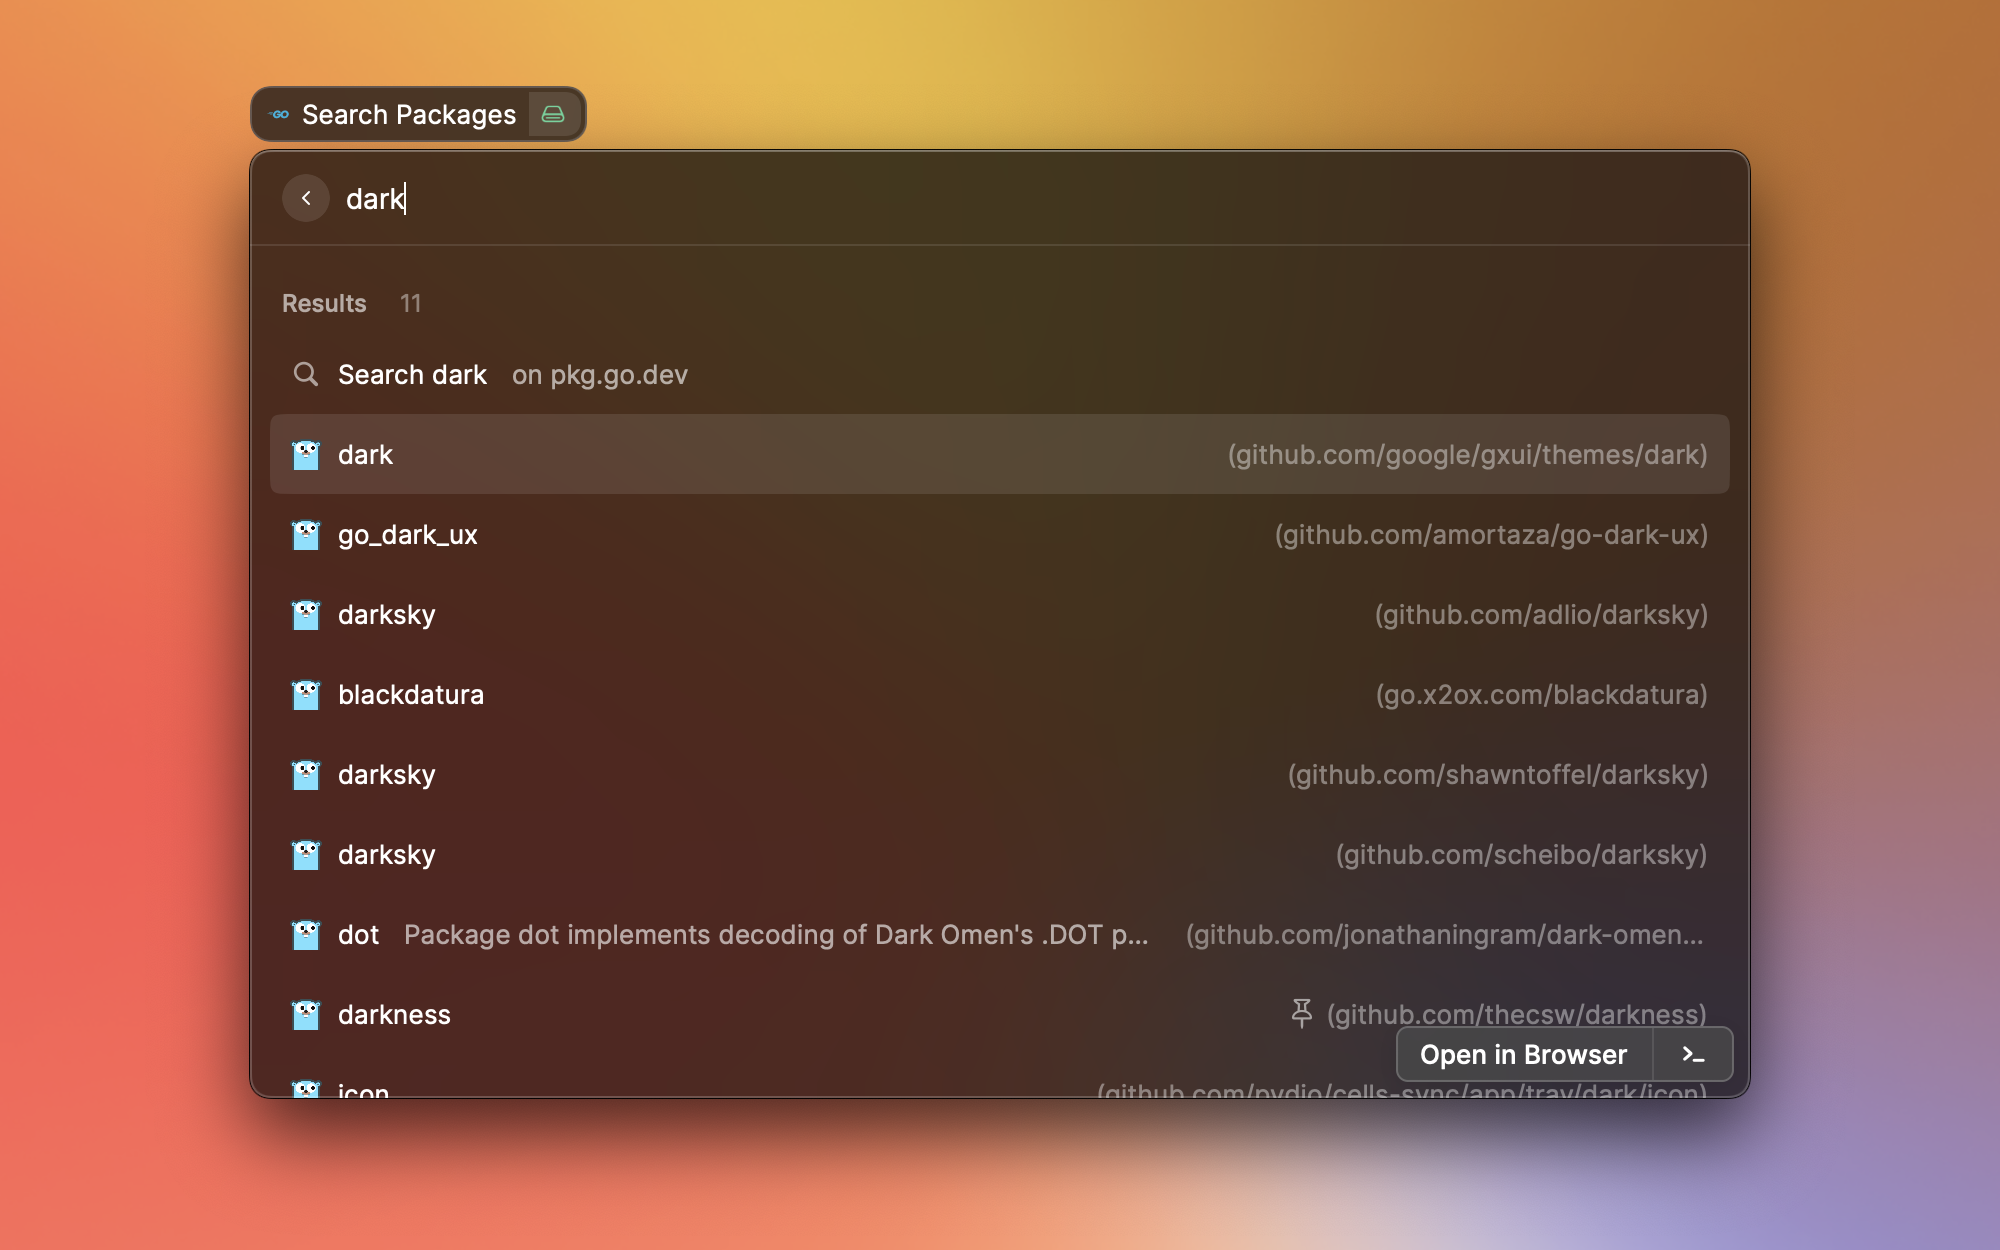 GO Search Packages
dark
Results 11
Search dark on pkg.go.dev
dark (github.com/google/gxui/themes/dark)
go_dark_ux (github.com/amortaza/go-dark-ux)
darksky (github.com/adlio/darksky)
blackdatura (go.x2ox.com/blackdatura)
darksky (github.com/shawntoffel/darksky)
darksky (github.com/scheibo/darksky)
dot Package dot implements decoding of Dark Omen's .DOT p... (github.com/jonathaningram/dark-omen...
darkness (github.com/thecsw/darkness)
Open in Browser >_
icon (github.com/pydio/cells-sync/app/tray/dark/icon)